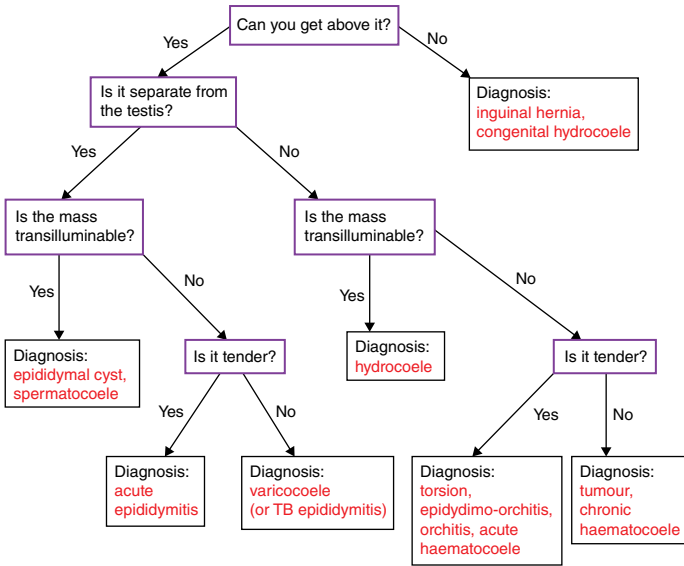 Can you get above it?
Yes
No
Is it separate from
the testis?
Diagnosis:
inguinal hernia,
congenital hydrocoele
Yes
No
Is the mass
transilluminable?
Is the mass
transilluminable?
Yes
No
Yes
No
Diagnosis:
epididymal cyst,
spermatocoele
Is it tender?
Diagnosis:
hydrocoele
Is it tender?
Yes
No
Yes
No
Diagnosis:
acute
epididymitis
Diagnosis:
varicocoele
(or TB epididymitis)
Diagnosis:
torsion,
epidydimo-orchitis,
orchitis, acute
haematocoele
Diagnosis:
tumour,
chronic
haematocoele